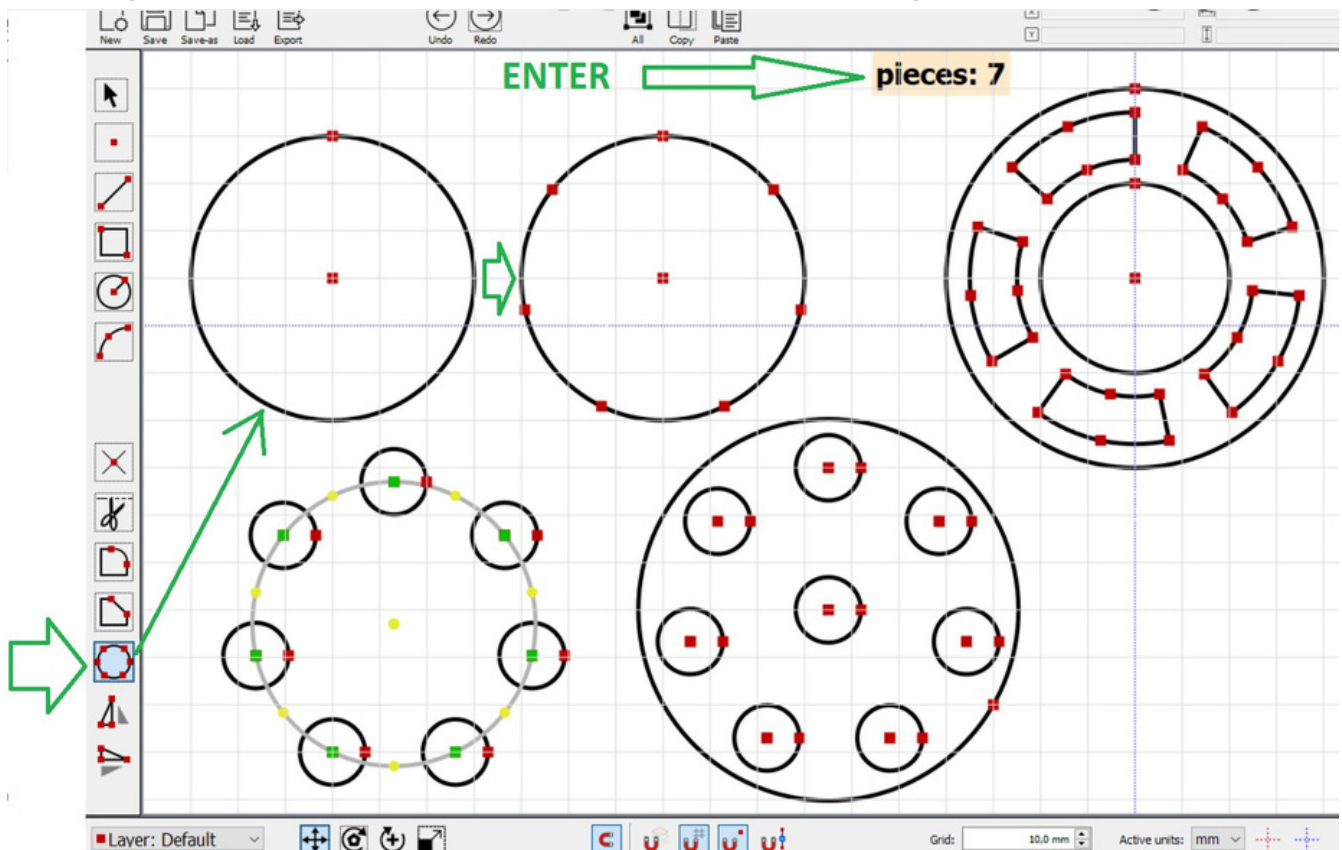 New Save Save-as Load Export Undo Redo All Copy Paste
X
Y
ENTER pieces: 7
Layer: Default Grid: 10,0 mm Active units: mm